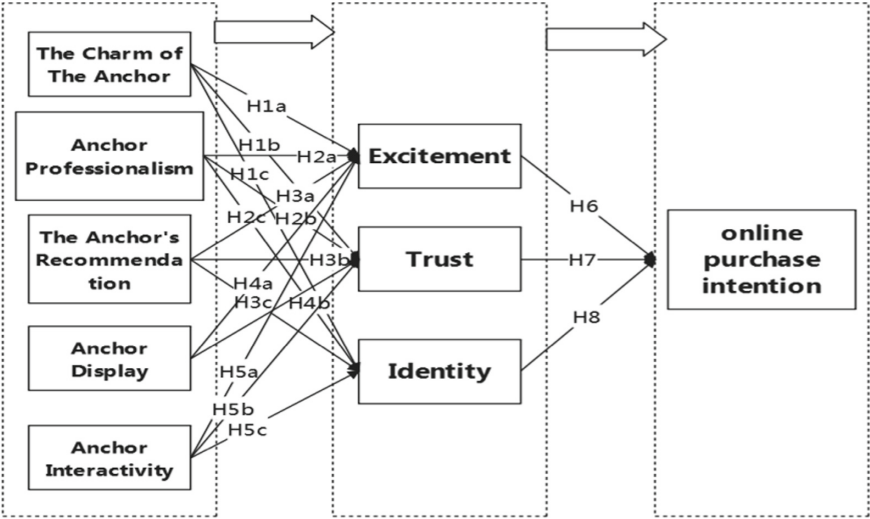 The Charm of
The Anchor
Anchor
Professionalism
The Anchor's
Recommenda
tion
Anchor
Display
Anchor
Interactivity
H1a
H1b
H2a
H1c
H3a
H2c
H2b
H3b
H4a
H3c
H4b
H5a
H5b
H5c
Excitement
Trust
Identity
H6
H7
H8
online
purchase
intention